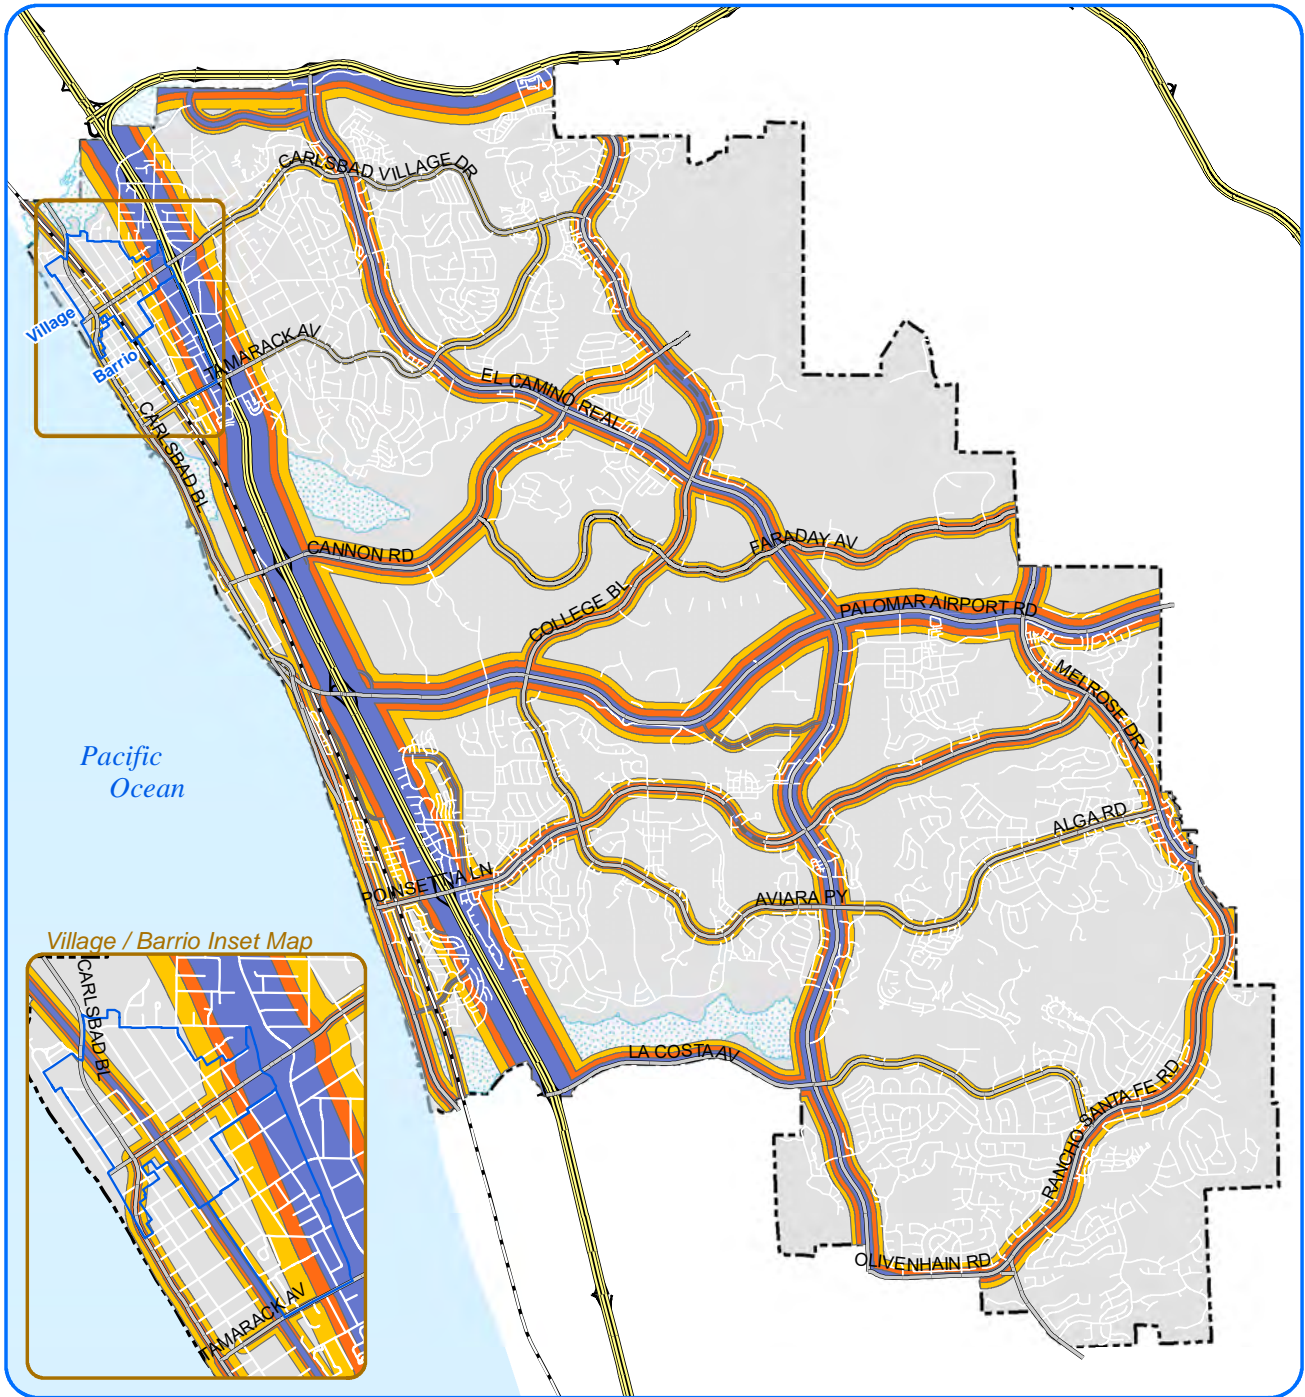 CARLSBAD VILLAGE DR
Village
Barrio
TAMARACK AV
EL CAMINO REAL
CARLSBAD BL
CANNON RD
FARADAY AV
COLLEGE BL
PALOMAR AIRPORT RD
MELROSE DR
Pacific
Ocean
ALGA RD
POINSETTIA LN
AVIARA PY
Village / Barrio Inset Map
CARLSBAD BL
LA COSTA AV
RANCHO SANTA FE RD
OLIVENHAIN RD
TAMARACK AV